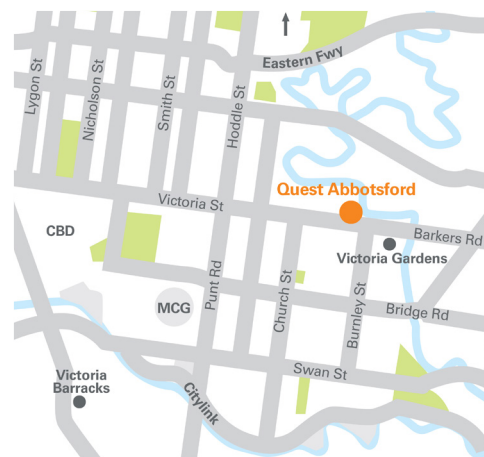 Eastern Fwy
Lygon St
Nicholson St
Smith St
Hoddle St
Quest Abbotsford
Victoria St
Barkers Rd
CBD
Victoria Gardens
Punt Rd
Church St
Burnley St
MCG
Bridge Rd
Swan St
Victoria
Barracks
Citylink